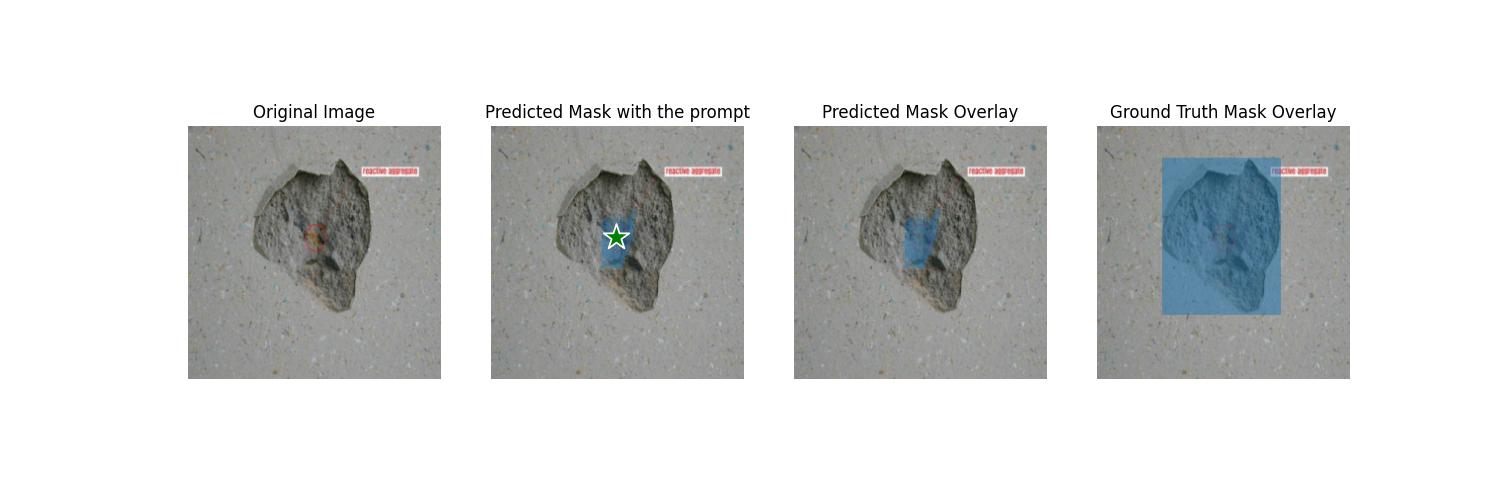 Original Image
Predicted Mask with the prompt
Predicted Mask Overlay
Ground Truth Mask Overlay
reactive aggregate
reactive aggregate
reactive aggregate
reactive aggregate